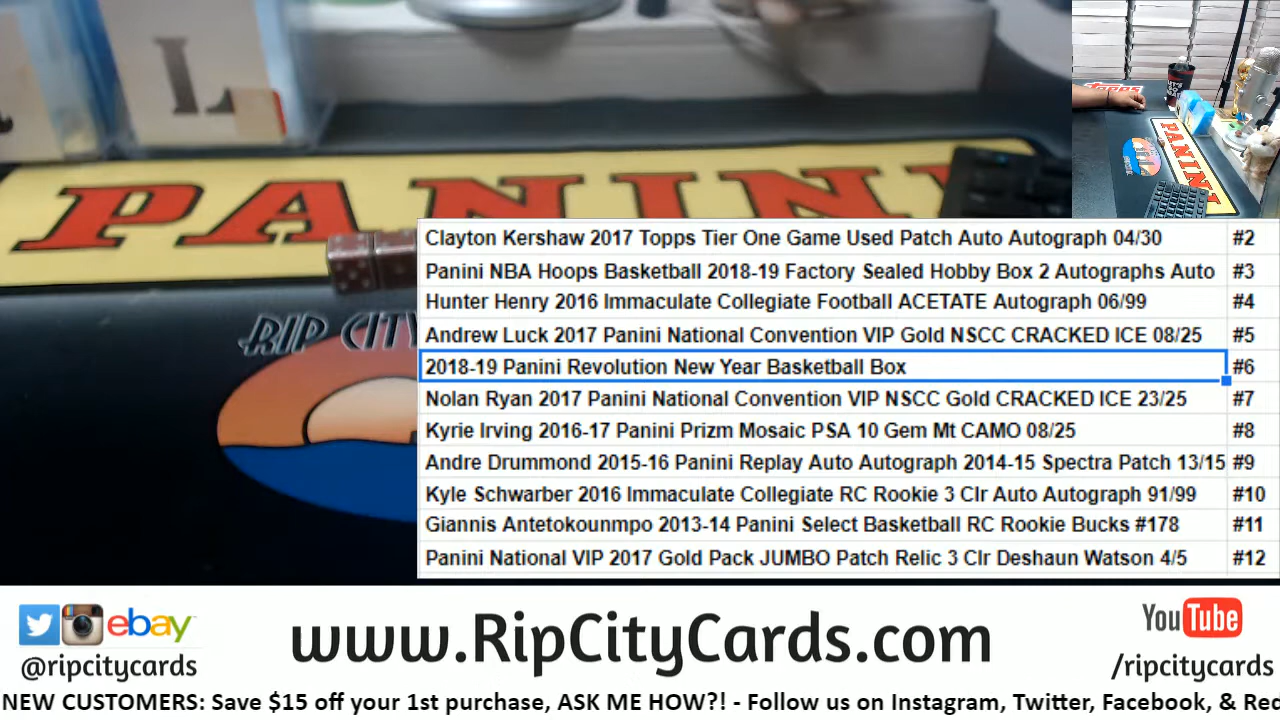 PANINI
RIP CITY
topps
PANINI
Clayton Kershaw 2017 Topps Tier One Game Used Patch Auto Autograph 04/30 #2
Panini NBA Hoops Basketball 2018-19 Factory Sealed Hobby Box 2 Autographs Auto #3
Hunter Henry 2016 Immaculate Collegiate Football ACETATE Autograph 06/99 #4
Andrew Luck 2017 Panini National Convention VIP Gold NSCC CRACKED ICE 08/25 #5
2018-19 Panini Revolution New Year Basketball Box #6
Nolan Ryan 2017 Panini National Convention VIP NSCC Gold CRACKED ICE 23/25 #7
Kyrie Irving 2016-17 Panini Prizm Mosaic PSA 10 Gem Mt CAMO 08/25 #8
Andre Drummond 2015-16 Panini Replay Auto Autograph 2014-15 Spectra Patch 13/15 #9
Kyle Schwarber 2016 Immaculate Collegiate RC Rookie 3 Clr Auto Autograph 91/99 #10
Giannis Antetokounmpo 2013-14 Panini Select Basketball RC Rookie Bucks #178 #11
Panini National VIP 2017 Gold Pack JUMBO Patch Relic 3 Clr Deshaun Watson 4/5 #12
ebay
@ripcitycards
www.RipCityCards.com
YouTube
/ripcitycards
NEW CUSTOMERS: Save $15 off your 1st purchase, ASK ME HOW?! - Follow us on Instagram, Twitter, Facebook, & Red